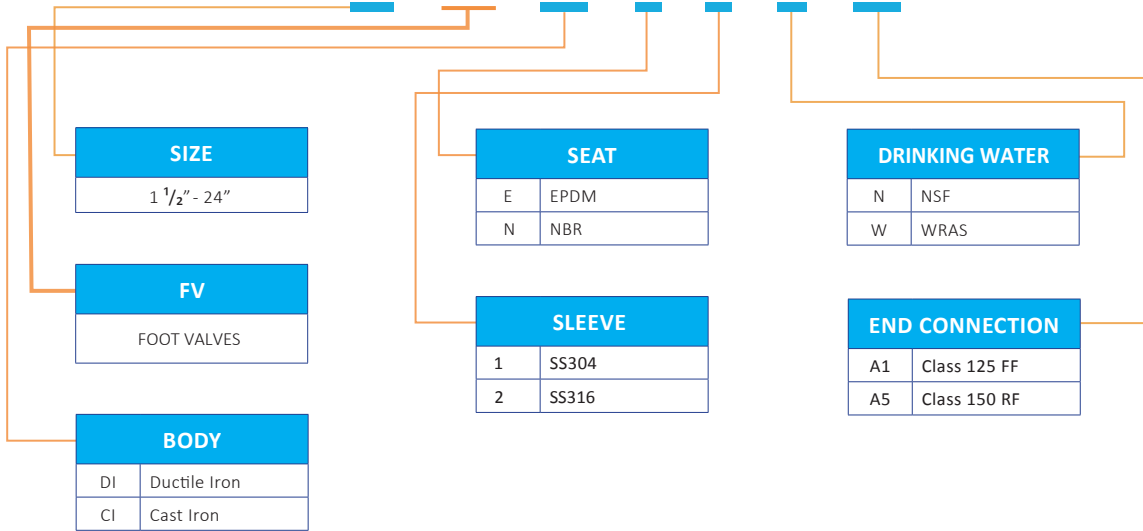 SIZE
1 1/2” - 24”
FV
FOOT VALVES
BODY
DI Ductile Iron
CI Cast Iron
SEAT
E EPDM
N NBR
SLEEVE
1 SS304
2 SS316
DRINKING WATER
N NSF
W WRAS
END CONNECTION
A1 Class 125 FF
A5 Class 150 RF